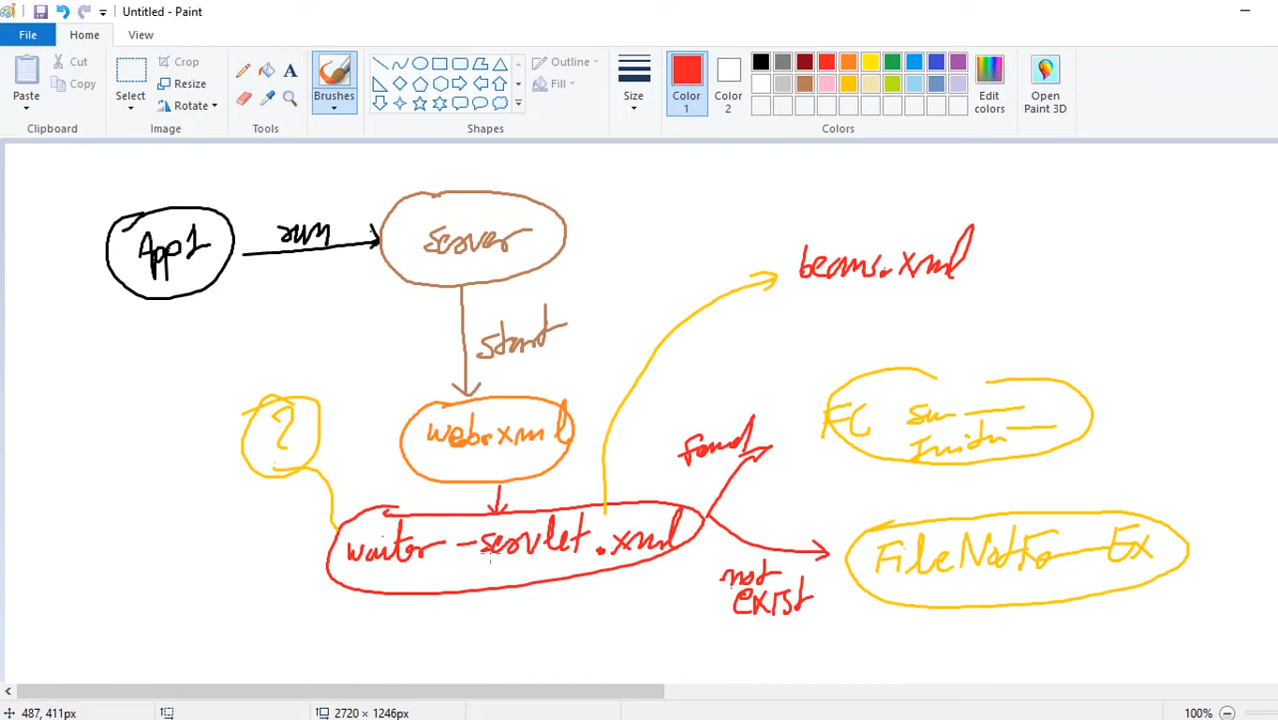 Untitled - Paint
File
Home
View
Paste
Cut
Copy
Clipboard
Select
Crop
Resize
Rotate
Image
Tools
Brushes
Shapes
Outline
Fill
Size
Color 1
Color 2
Colors
Edit colors
Open Paint 3D
App1
run
server
start
beans.xml
?
web.xml
found
FC
waiter-servlet.xml
not
exist
FileNotFo Ex
487, 411px
2720 × 1246px
100%